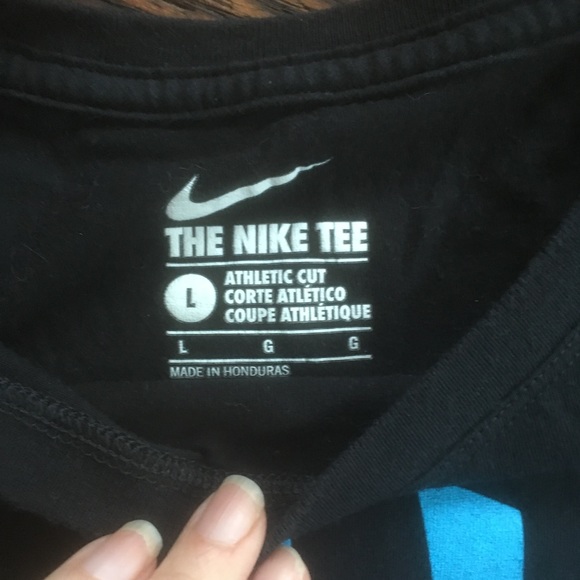 THE NIKE TEE
L
ATHLETIC CUT
CORTE ATLÉTICO
COUPE ATHLÉTIQUE
L G G
MADE IN HONDURAS